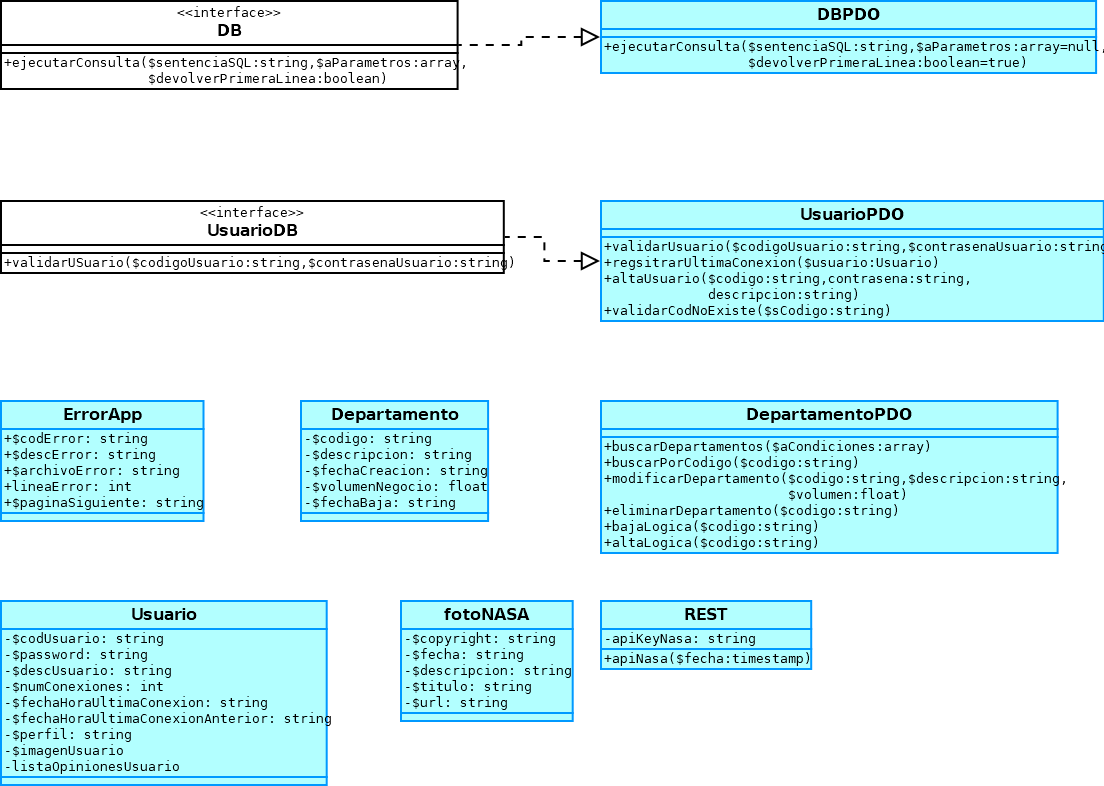 <<interface>>
DB
+ejecutarConsulta($sentenciaSQL:string,$aParametros:array,
$devolverPrimeraLinea:boolean)
DBPDO
+ejecutarConsulta($sentenciaSQL:string,$aParametros:array=null,
$devolverPrimeraLinea:boolean=true)
<<interface>>
UsuarioDB
+validarUSuario($codigoUsuario:string,$contrasenaUsuario:string)
UsuarioPDO
+validarUsuario($codigoUsuario:string,$contrasenaUsuario:string
+regsitrarUltimaConexion($usuario:Usuario)
+altaUsuario($codigo:string,contrasena:string,
descripcion:string)
+validarCodNoExiste($sCodigo:string)
ErrorApp
+$codError: string
+$descError: string
+$archivoError: string
+lineaError: int
+$paginaSiguiente: string
Departamento
-$codigo: string
-$descripcion: string
-$fechaCreacion: string
-$volumenNegocio: float
-$fechaBaja: string
DepartamentoPDO
+buscarDepartamentos($aCondiciones:array)
+buscarPorCodigo($codigo:string)
+modificarDepartamento($codigo:string,$descripcion:string,
$volumen:float)
+eliminarDepartamento($codigo:string)
+bajaLogica($codigo:string)
+altaLogica($codigo:string)
Usuario
-$codUsuario: string
-$password: string
-$descUsuario: string
-$numConexiones: int
-$fechaHoraUltimaConexion: string
-$fechaHoraUltimaConexionAnterior: string
-$perfil: string
-$imagenUsuario
-listaOpinionesUsuario
fotoNASA
-$copyright: string
-$fecha: string
-$descripcion: string
-$titulo: string
-$url: string
REST
-apiKeyNasa: string
+apiNasa($fecha:timestamp)